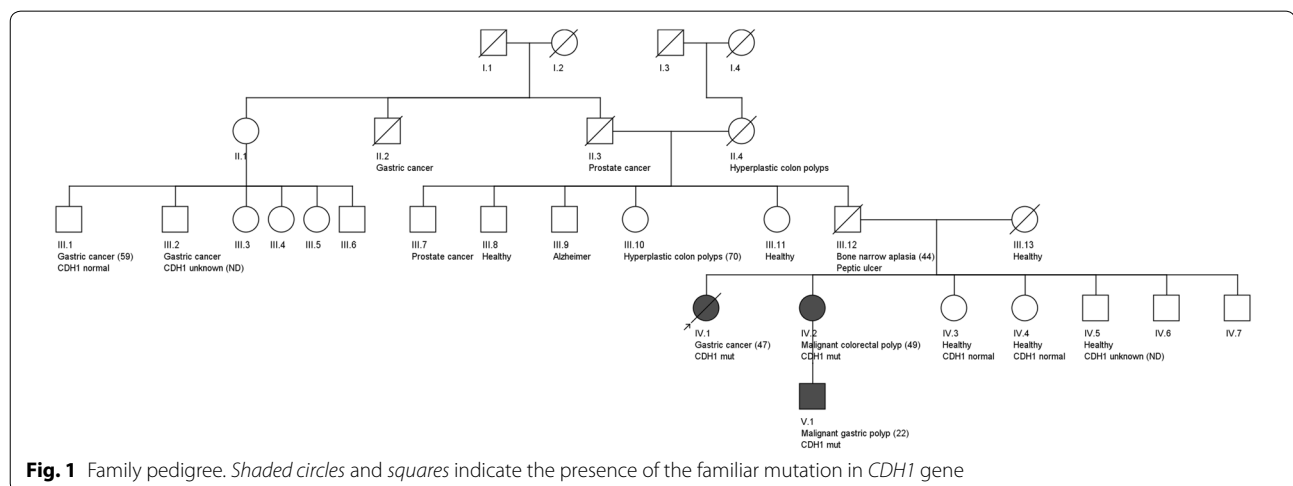 I.1
I.2
I.3
I.4
II.1
II.2
Gastric cancer
II.3
Prostate cancer
II.4
Hyperplastic colon polyps
III.1
Gastric cancer (59)
CDH1 normal
III.2
Gastric cancer
CDH1 unknown (ND)
III.3
III.4
III.5
III.6
III.7
Prostate cancer
III.8
Healthy
III.9
Alzheimer
III.10
Hyperplastic colon polyps (70)
III.11
Healthy
III.12
Bone narrow aplasia (44)
Peptic ulcer
III.13
Healthy
IV.1
Gastric cancer (47)
CDH1 mut
IV.2
Malignant colorectal polyp (49)
CDH1 mut
IV.3
Healthy
CDH1 normal
IV.4
Healthy
CDH1 normal
IV.5
Healthy
CDH1 unknown (ND)
IV.6
IV.7
V.1
Malignant gastric polyp (22)
CDH1 mut
Fig. 1 Family pedigree. Shaded circles and squares indicate the presence of the familiar mutation in CDH1 gene